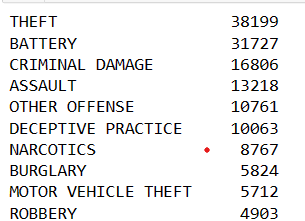 THEFT 38199
BATTERY 31727
CRIMINAL DAMAGE 16806
ASSAULT 13218
OTHER OFFENSE 10761
DECEPTIVE PRACTICE 10063
NARCOTICS 8767
BURGLARY 5824
MOTOR VEHICLE THEFT 5712
ROBBERY 4903